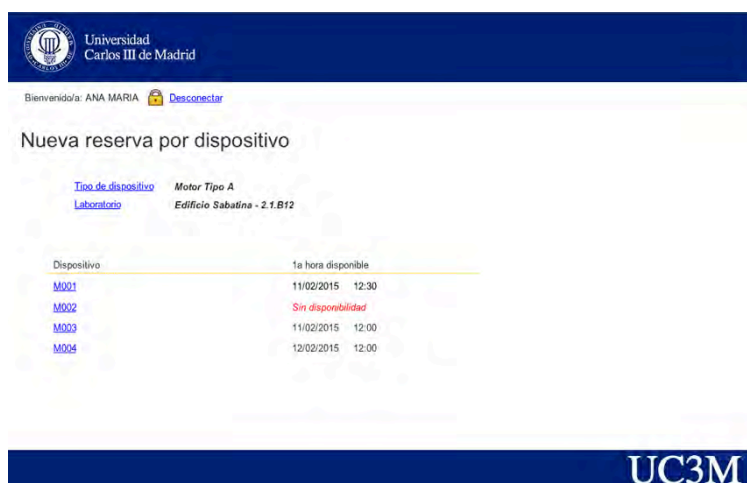 Universidad
Carlos III de Madrid
Bienvenido/a: ANA MARIA Desconectar
Nueva reserva por dispositivo
Tipo de dispositivo Motor Tipo A
Laboratorio Edificio Sabatina - 2.1.B12
Dispositivo 1a hora disponible
M001 11/02/2015 12:30
M002 Sin disponibilidad
M003 11/02/2015 12:00
M004 12/02/2015 12:00
UC3M